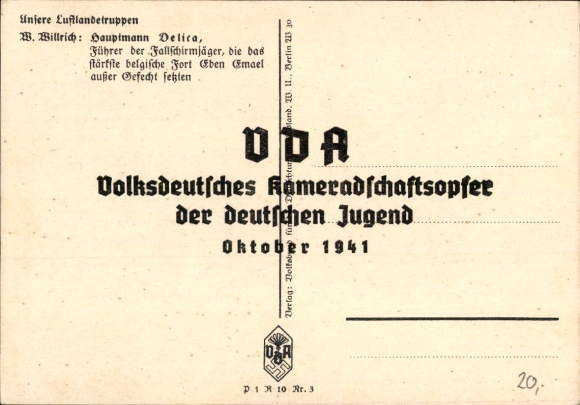 Unsere Luftlandetruppen
W. Willrich: Hauptmann Delica,
Führer der Fallschirmjäger, die das
stärkste belgische Fort Eben Emael
außer Gefecht setzten
VDA
Volksdeutsches Kameradschaftsopfer
der deutschen Jugend
Oktober 1941
Verlag: Volksbund für das Deutschtum im Ausland, W. U., Berlin W 30
VDA
P 1 R 10 Nr. 3
20,-